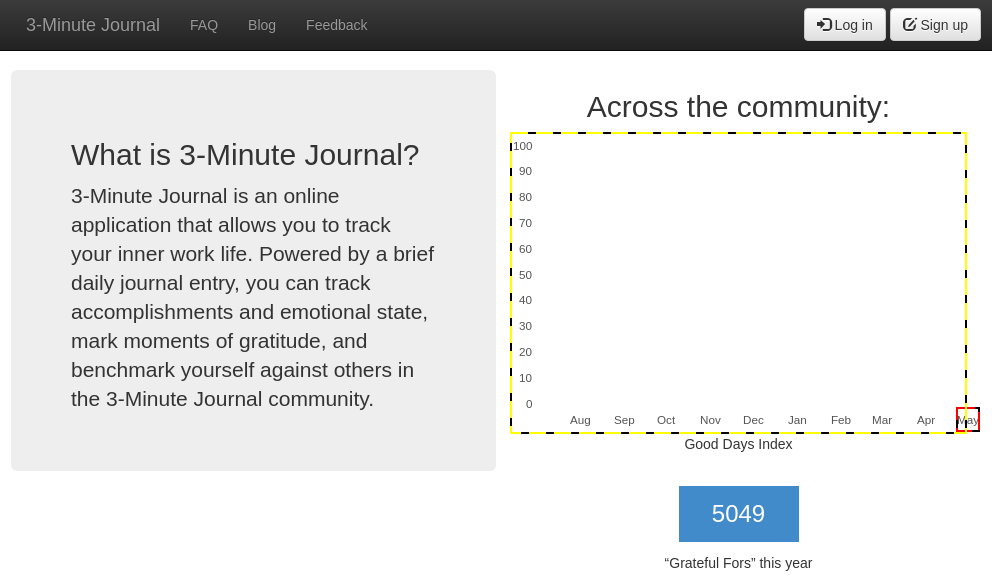 3-Minute Journal FAQ Blog Feedback Log in Sign up
What is 3-Minute Journal?
3-Minute Journal is an online
application that allows you to track
your inner work life. Powered by a brief
daily journal entry, you can track
accomplishments and emotional state,
mark moments of gratitude, and
benchmark yourself against others in
the 3-Minute Journal community.
Across the community:
100
90
80
70
60
50
40
30
20
10
0
Aug Sep Oct Nov Dec Jan Feb Mar Apr May
Good Days Index
5049
“Grateful Fors” this year